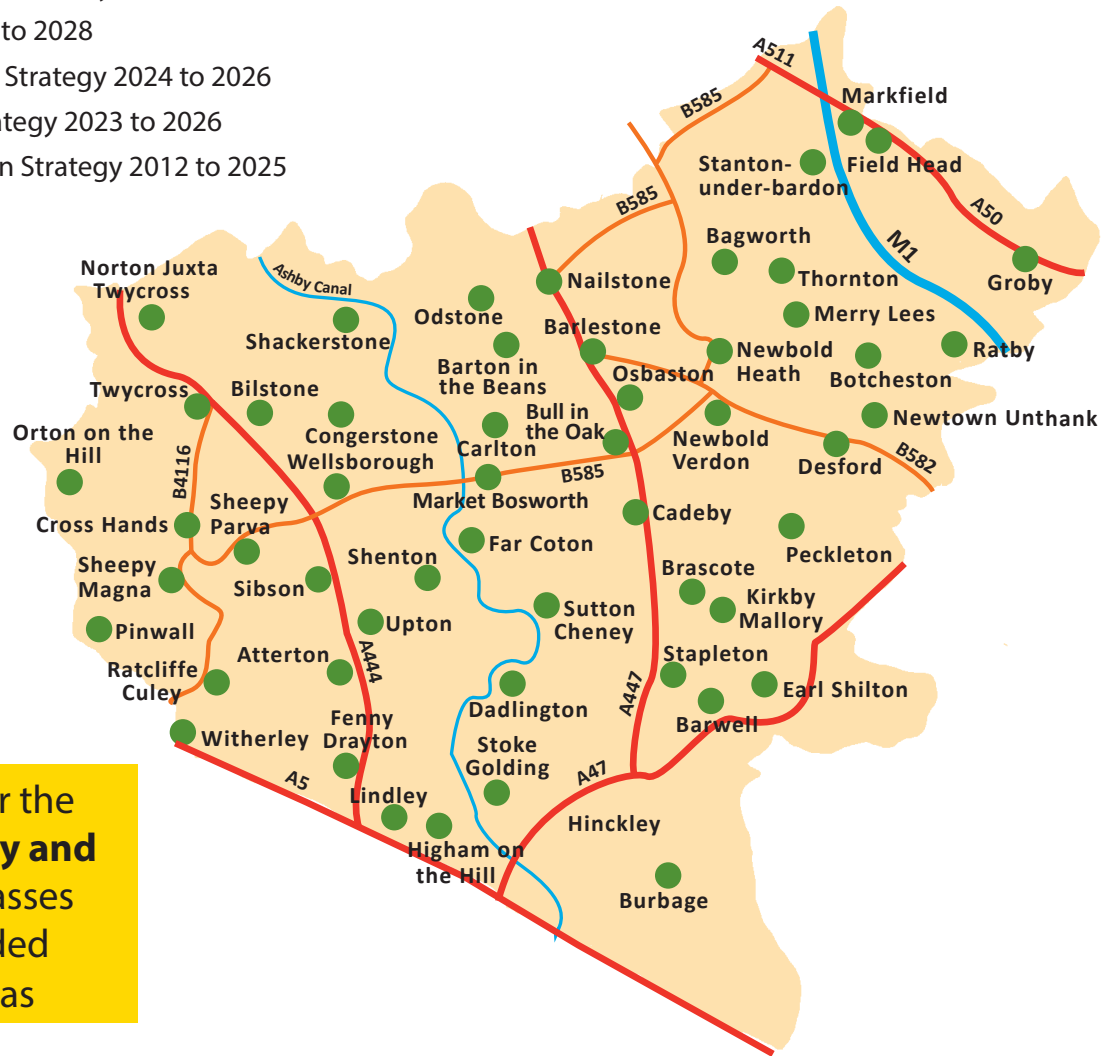 to 2028
Strategy 2024 to 2026
ategy 2023 to 2026
n Strategy 2012 to 2025
A511
Markfield
B585
Stanton-
under-bardon
Field Head
B585
A50
Bagworth
M1
Norton Juxta
Twycross
Ashby Canal
Nailstone
Thornton
Groby
Odstone
Shackerstone
Barlestone
Merry Lees
Barton in
the Beans
Newbold
Heath
Ratby
Osbaston
Botcheston
Twycross
Bilstone
Bull in
the Oak
Newtown Unthank
Orton on the
Hill
Congerstone
Carlton
Newbold
Verdon
Wellsborough
B4116
B585
Desford
B582
Sheepy
Parva
Market Bosworth
Cross Hands
Cadeby
Far Coton
Peckleton
Shenton
Sheepy
Magna
Sibson
Brascote
Kirkby
Mallory
Sutton
Cheney
Pinwall
Upton
Atterton
A444
Stapleton
Ratcliffe
Culey
Earl Shilton
A447
Dadlington
Barwell
Fenny
Drayton
Witherley
Stoke
Golding
A5
A47
Lindley
Hinckley
Higham on
the Hill
Burbage
r the
y and
asses
ded
as